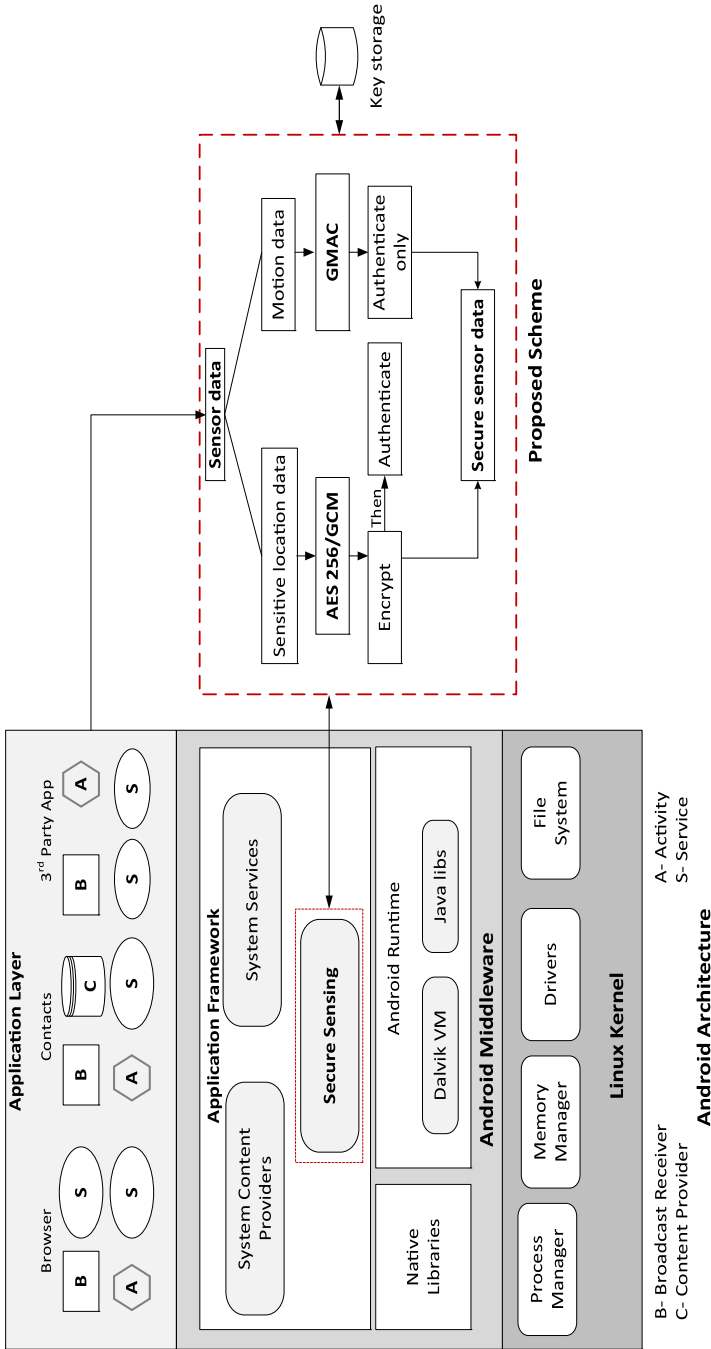 Application Layer
Browser
Contacts
3rd Party App
B
S
B
C
B
A
A
S
A
S
S
S
Application Framework
System Content
Providers
System Services
Secure Sensing
Native
Libraries
Android Runtime
Dalvik VM
Java libs
Android Middleware
Process
Manager
Memory
Manager
Drivers
File
System
Linux Kernel
B- Broadcast Receiver
C- Content Provider
A- Activity
S- Service
Android Architecture
Sensor data
Sensitive location data
Motion data
AES 256/GCM
GMAC
Encrypt
Then
Authenticate
Authenticate
only
Secure sensor data
Proposed Scheme
Key storage